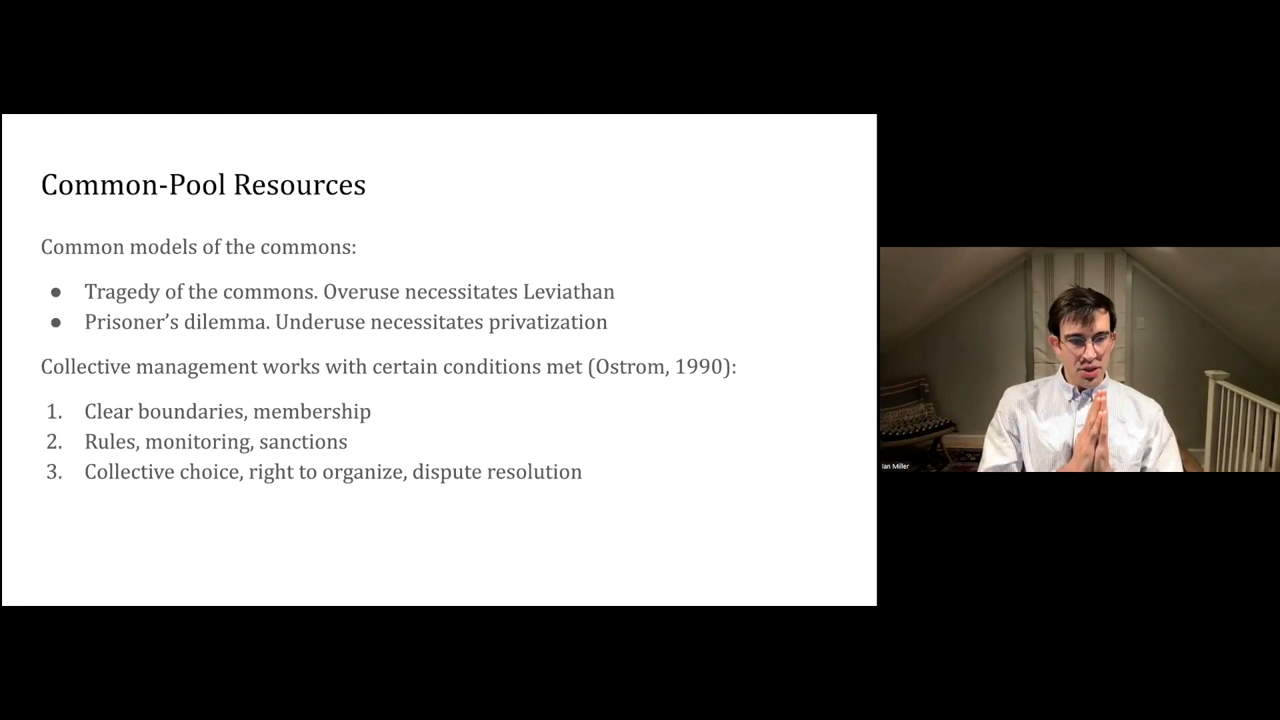 Common-Pool Resources
Common models of the commons:
● Tragedy of the commons. Overuse necessitates Leviathan
● Prisoner’s dilemma. Underuse necessitates privatization
Collective management works with certain conditions met (Ostrom, 1990):
1. Clear boundaries, membership
2. Rules, monitoring, sanctions
3. Collective choice, right to organize, dispute resolution
Ian Miller